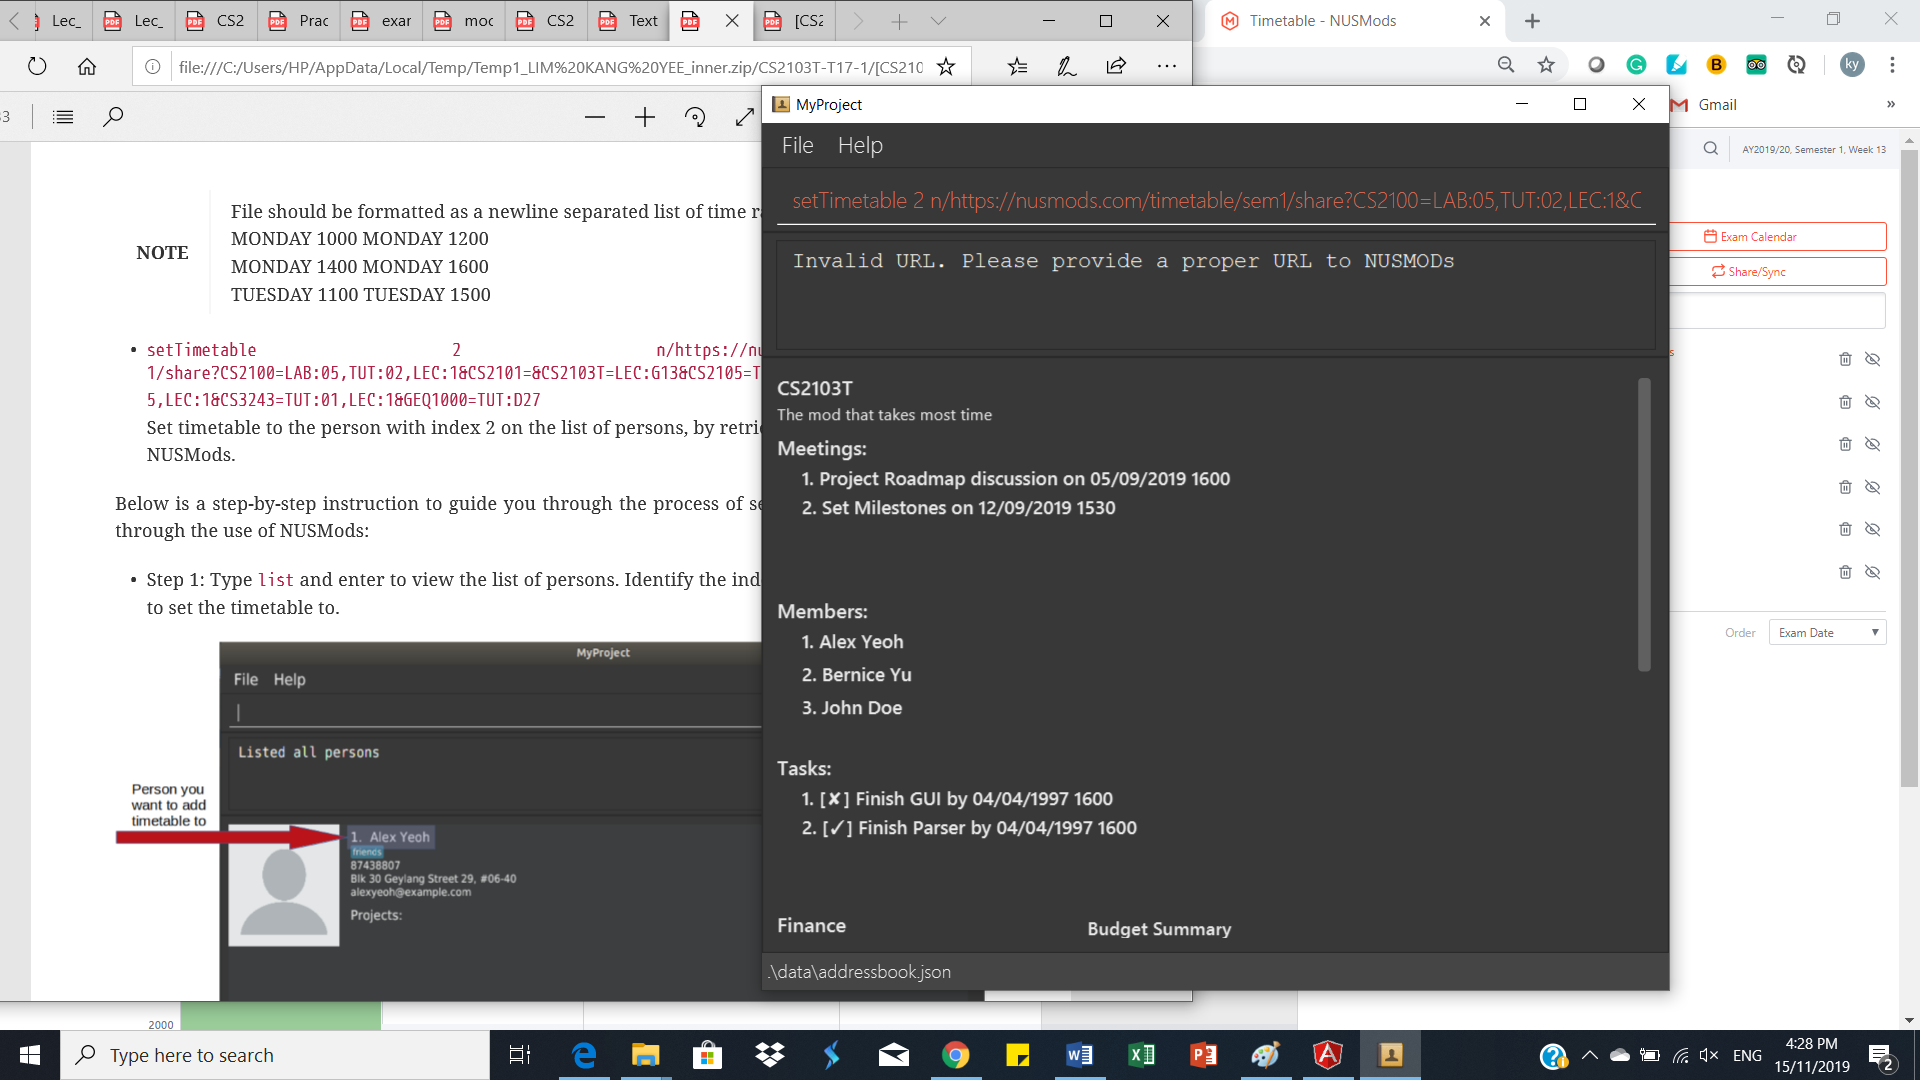 Lec_
Lec_
CS2
Prac
exar
moc
CS2
Text
[CS2
Timetable - NUSMods
file:///C:/Users/HP/AppData/Local/Temp/Temp1_LIM%20KANG%20YEE_inner.zip/CS2103T-T17-1/[CS210
ky
Gmail
»
MyProject
File Help
AY2019/20, Semester 1, Week 13
setTimetable 2 n/https://nusmods.com/timetable/sem1/share?CS2100=LAB:05,TUT:02,LEC:1&C
Invalid URL. Please provide a proper URL to NUSMODs
Exam Calendar
Share/Sync
CS2103T
The mod that takes most time
Meetings:
1. Project Roadmap discussion on 05/09/2019 1600
2. Set Milestones on 12/09/2019 1530
Members:
1. Alex Yeoh
2. Bernice Yu
3. John Doe
Tasks:
1. [✘] Finish GUI by 04/04/1997 1600
2. [✓] Finish Parser by 04/04/1997 1600
Finance
Budget Summary
.\data\addressbook.json
Order
Exam Date
NOTE
File should be formatted as a newline separated list of time ra
MONDAY 1000 MONDAY 1200
MONDAY 1400 MONDAY 1600
TUESDAY 1100 TUESDAY 1500
• setTimetable 2 n/https://nu
1/share?CS2100=LAB:05,TUT:02,LEC:1&CS2101=&CS2103T=LEC:G13&CS2105=T
5,LEC:1&CS3243=TUT:01,LEC:1&GEQ1000=TUT:D27
Set timetable to the person with index 2 on the list of persons, by retri
NUSMods.
Below is a step-by-step instruction to guide you through the process of se
through the use of NUSMods:
• Step 1: Type list and enter to view the list of persons. Identify the ind
to set the timetable to.
MyProject
File Help
Listed all persons
Person you
want to add
timetable to
1. Alex Yeoh
friends
87438807
Blk 30 Geylang Street 29, #06-40
alexyeoh@example.com
Projects:
2000
Type here to search
ENG
4:28 PM
15/11/2019
2